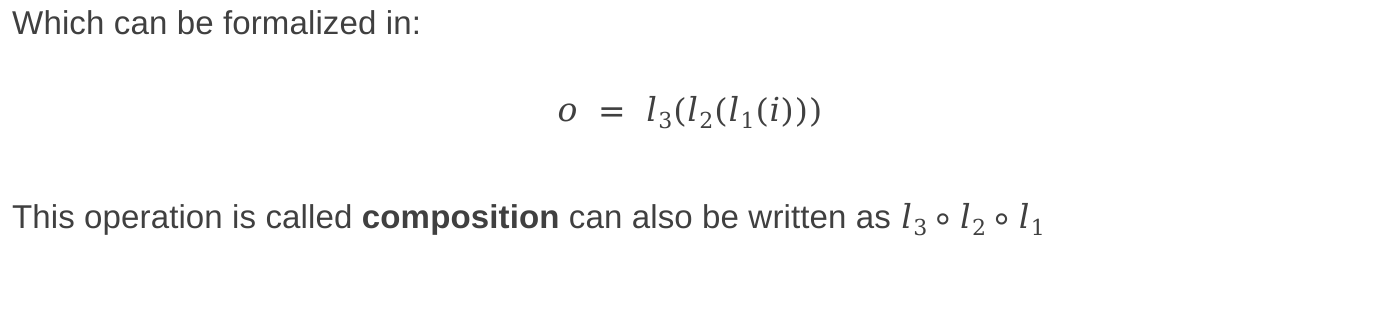 Which can be formalized in:
o = l₃(l₂(l₁(i)))
This operation is called composition can also be written as l₃ ∘ l₂ ∘ l₁